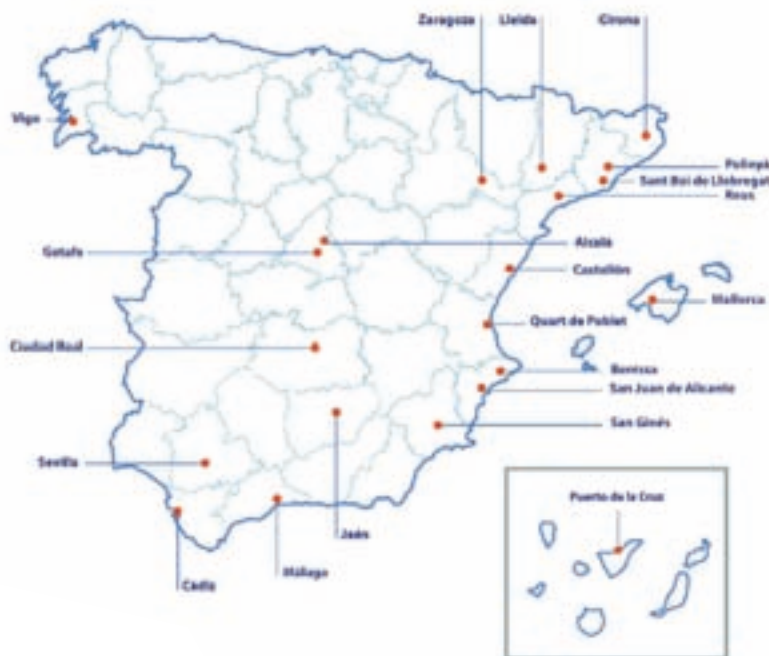 Zaragoza
Lleida
Girona
Vigo
Polinyà
Sant Boi de Llobregat
Reus
Getafe
Alcalá
Castellón
Mallorca
Quart de Poblet
Ciudad Real
Benissa
San Juan de Alicante
San Ginés
Sevilla
Puerto de la Cruz
Jaén
Málaga
Cádiz